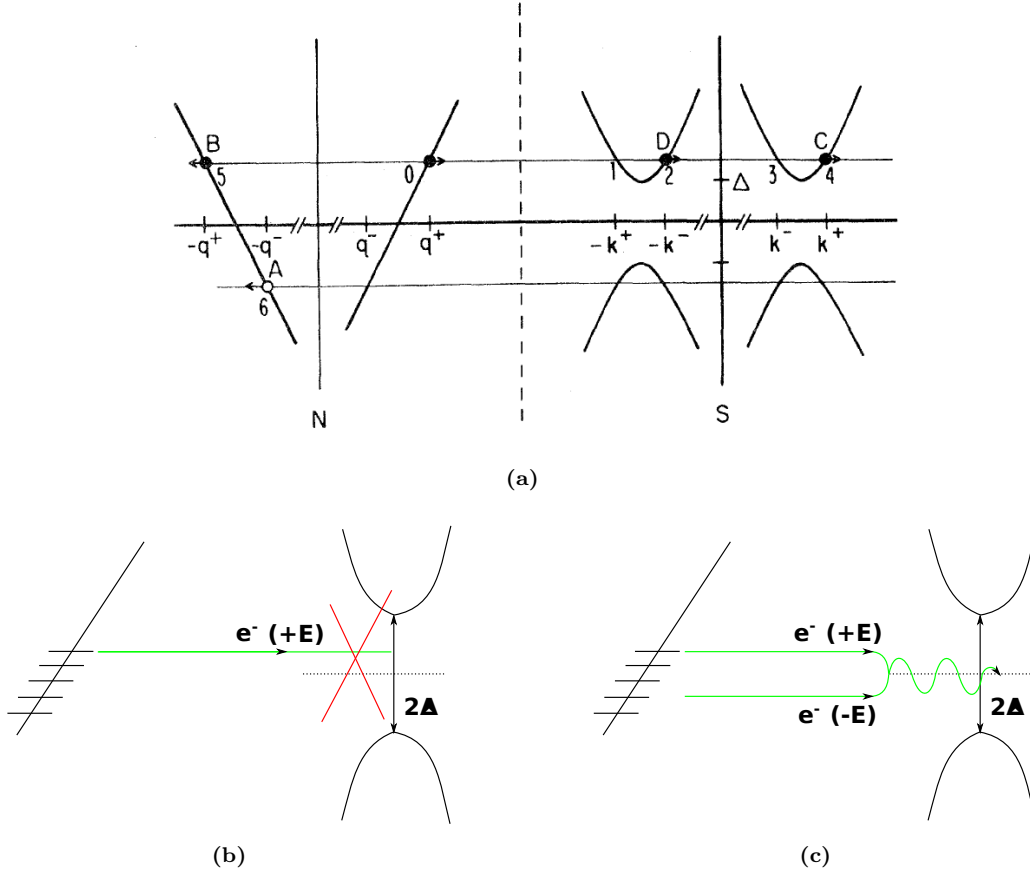 B D C
5 0 1 2 3 4
Δ
-q⁺ -q⁻ q⁻ q⁺ -k⁺ -k⁻ k⁻ k⁺
A
6
N S
(a)
e⁻ (+E) e⁻ (+E)
2Δ e⁻ (-E) 2Δ
(b) (c)